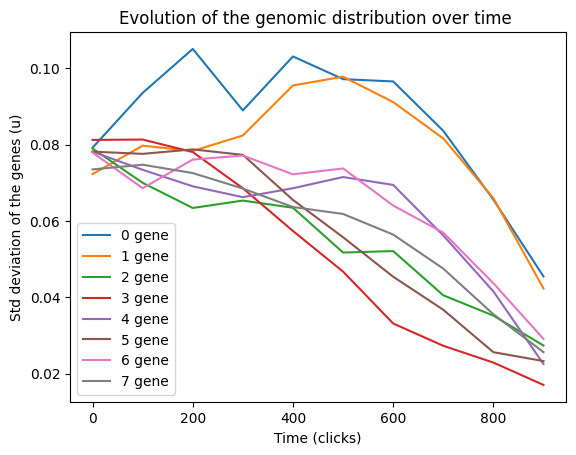 Evolution of the genomic distribution over time
Std deviation of the genes (u)
0.10
0.08
0.06
0.04
0.02
0 gene
1 gene
2 gene
3 gene
4 gene
5 gene
6 gene
7 gene
0 200 400 600 800
Time (clicks)